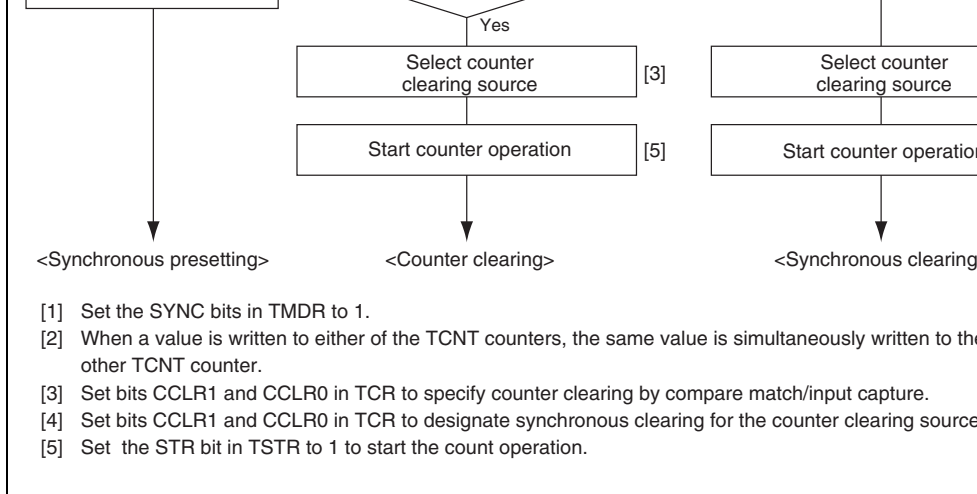 Yes
Select counter
clearing source
[3]
Select counter
clearing source
Start counter operation
[5]
Start counter operation
<Synchronous presetting>
<Counter clearing>
<Synchronous clearing
[1] Set the SYNC bits in TMDR to 1.
[2] When a value is written to either of the TCNT counters, the same value is simultaneously written to the
other TCNT counter.
[3] Set bits CCLR1 and CCLR0 in TCR to specify counter clearing by compare match/input capture.
[4] Set bits CCLR1 and CCLR0 in TCR to designate synchronous clearing for the counter clearing source
[5] Set  the STR bit in TSTR to 1 to start the count operation.